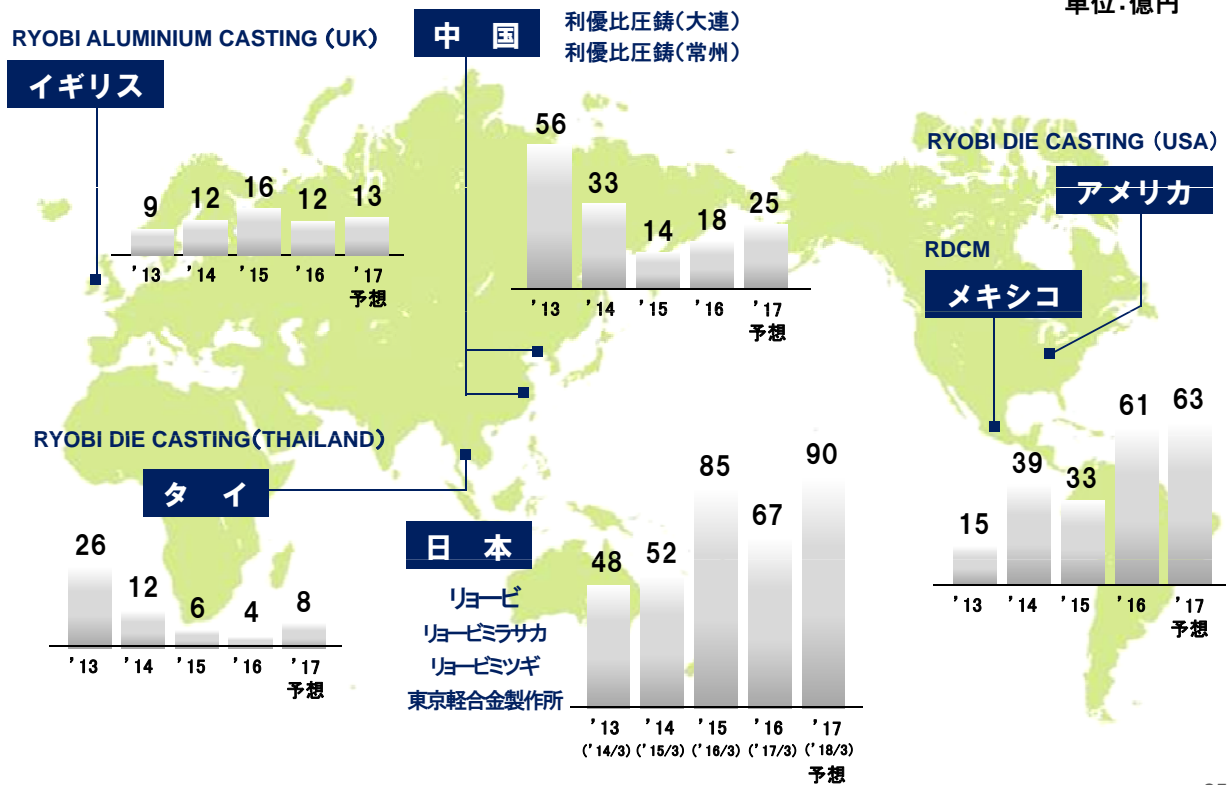 単位：億円
RYOBI ALUMINIUM CASTING（UK）
イギリス
9 12 16 12 13
’13 ’14 ’15 ’16 ’17
予想
中　国
利優比圧鋳（大連）
利優比圧鋳（常州）
56 33 14 18 25
’13 ’14 ’15 ’16 ’17
予想
RYOBI DIE CASTING（USA）
アメリカ
RDCM
メキシコ
15 39 33 61 63
’13 ’14 ’15 ’16 ’17
予想
RYOBI DIE CASTING（THAILAND）
タ　イ
26 12 6 4 8
’13 ’14 ’15 ’16 ’17
予想
日　本
リョービ
リョービミラサカ
リョービミツギ
東京軽合金製作所
48 52 85 67 90
’13 ’14 ’15 ’16 ’17
（’14/3） （’15/3） （’16/3） （’17/3） （’18/3）
予想